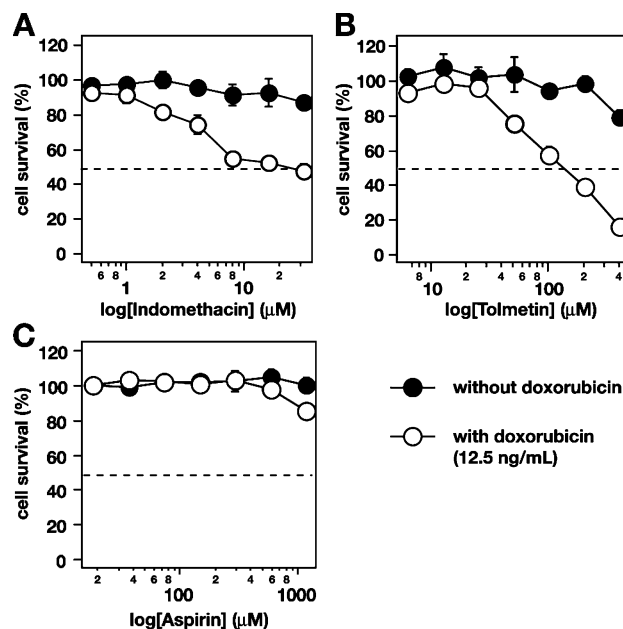 A
120
100
80
60
40
20
0
cell survival (%)
6 8 2 4 6 8 2
1 10
log[Indomethacin] (μM)
B
120
100
80
60
40
20
0
cell survival (%)
8 2 4 6 8 2 4
10 100
log[Tolmetin] (μM)
C
120
100
80
60
40
20
0
cell survival (%)
2 4 6 8 2 4 6 8
100 1000
log[Aspirin] (μM)
without doxorubicin
with doxorubicin
(12.5 ng/mL)